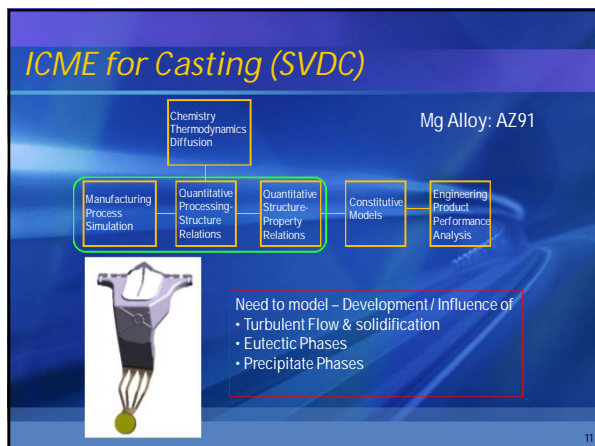 ICME for Casting (SVDC)
Mg Alloy: AZ91
Chemistry
Thermodynamics
Diffusion
Manufacturing
Process
Simulation
Quantitative
Processing-
Structure
Relations
Quantitative
Structure-
Property
Relations
Constitutive
Models
Engineering
Product
Performance
Analysis
Need to model – Development / Influence of
• Turbulent Flow & solidification
• Eutectic Phases
• Precipitate Phases
11